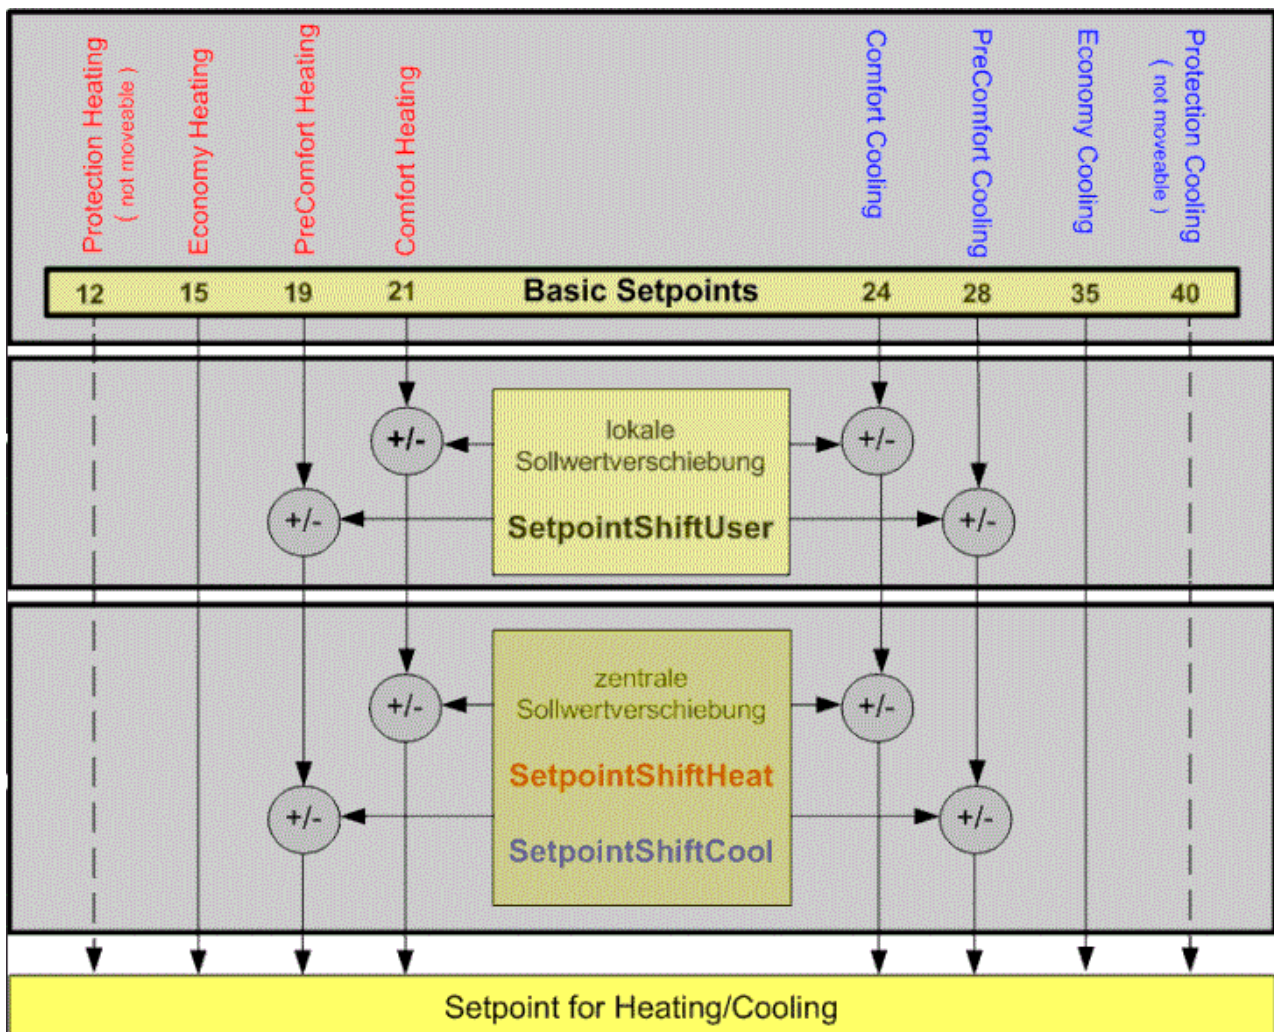 Protection Heating
( not moveable )
Economy Heating
PreComfort Heating
Comfort Heating
Comfort Cooling
PreComfort Cooling
Economy Cooling
Protection Cooling
( not moveable )
12 15 19 21 Basic Setpoints 24 28 35 40
lokale
+/- +/-
Sollwertverschiebung
+/- SetpointShiftUser +/-
zentrale
+/- Sollwertverschiebung +/-
SetpointShiftHeat
+/- +/-
SetpointShiftCool
Setpoint for Heating/Cooling